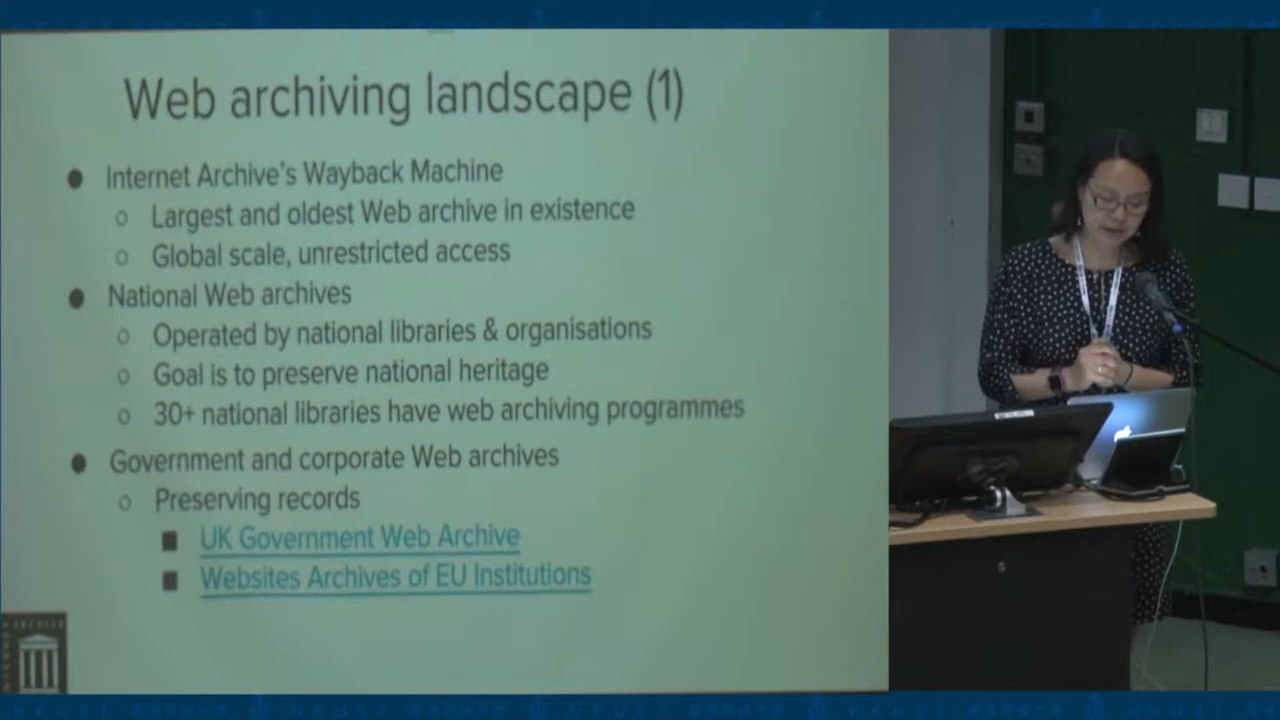 Web archiving landscape (1)
● Internet Archive's Wayback Machine
○ Largest and oldest Web archive in existence
○ Global scale, unrestricted access
● National Web archives
○ Operated by national libraries & organisations
○ Goal is to preserve national heritage
○ 30+ national libraries have web archiving programmes
● Government and corporate Web archives
○ Preserving records
■ UK Government Web Archive
■ Websites Archives of EU Institutions